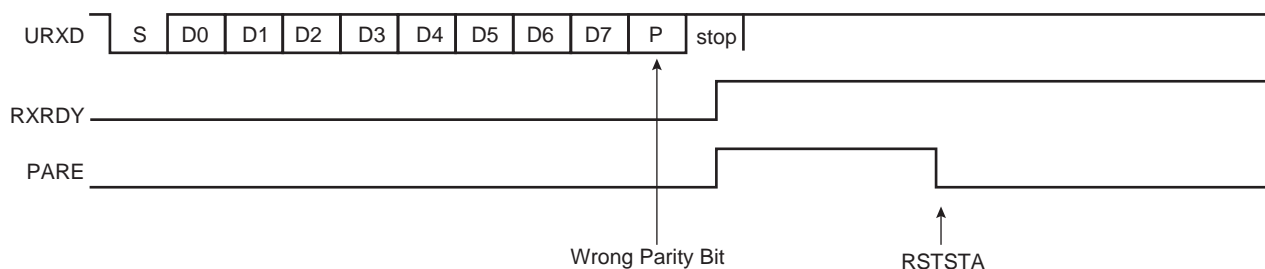 URXD S D0 D1 D2 D3 D4 D5 D6 D7 P stop
RXRDY
PARE
Wrong Parity Bit RSTSTA